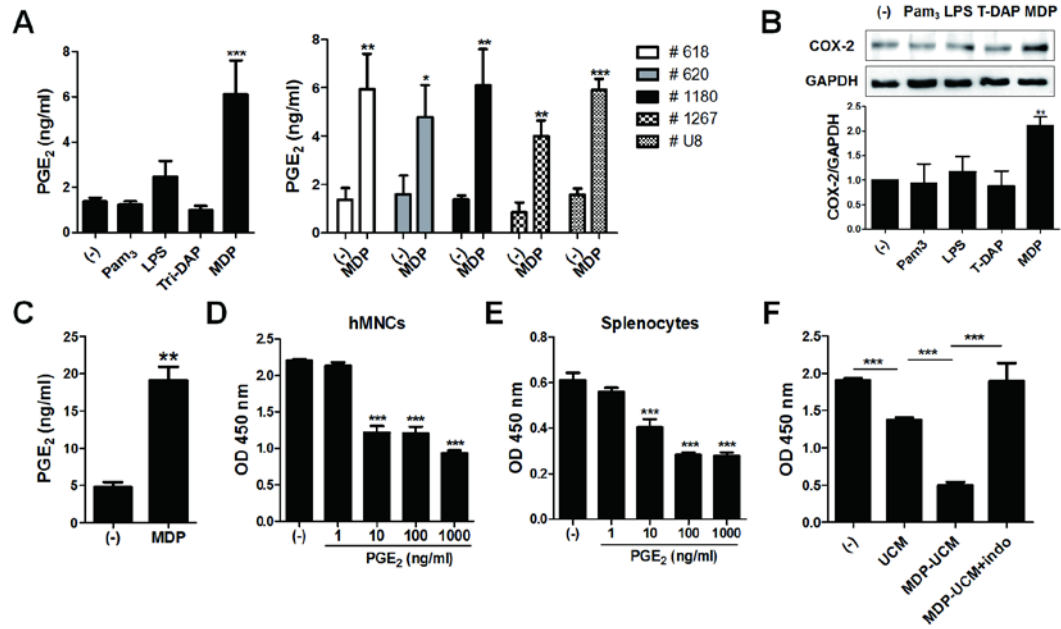 A
PGE2 (ng/ml)
8
6
4
2
0
***
(-)
Pam3
LPS
Tri-DAP
MDP
PGE2 (ng/ml)
8
6
4
2
0
**
*
**
**
***
(-)
MDP
(-)
MDP
(-)
MDP
(-)
MDP
(-)
MDP
# 618
# 620
# 1180
# 1267
# U8
B
(-) Pam3 LPS T-DAP MDP
COX-2
GAPDH
COX-2/GAPDH
2.5
2.0
1.5
1.0
0.5
0.0
**
(-)
Pam3
LPS
T-DAP
MDP
C
PGE2 (ng/ml)
25
20
15
10
5
0
**
(-) MDP
D
hMNCs
OD 450 nm
2.5
2.0
1.5
1.0
0.5
0.0
*** *** ***
(-) 1 10 100 1000
PGE2 (ng/ml)
E
Splenocytes
OD 450 nm
0.8
0.6
0.4
0.2
0.0
*** *** ***
(-) 1 10 100 1000
PGE2 (ng/ml)
F
OD 450 nm
2.5
2.0
1.5
1.0
0.5
0.0
*** *** ***
(-)
UCM
MDP-UCM
MDP-UCM+indo